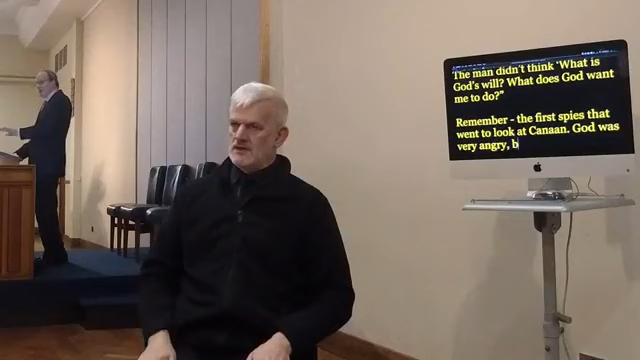 The man didn't think 'What is
God's will? What does God want
me to do?"
Remember - the first spies that
went to look at Canaan. God was
very angry, b